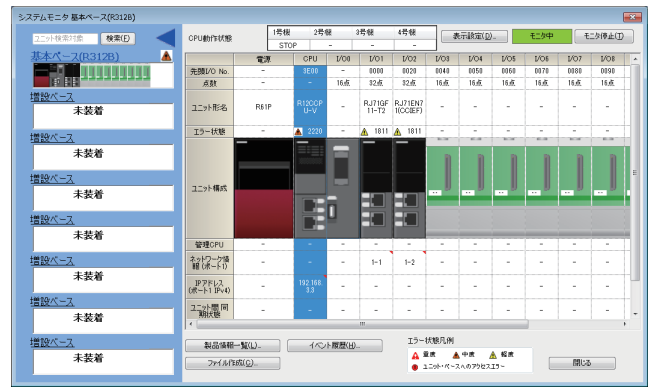 システムモニタ 基本ベース(R312B)
ユニット検索対象 検索(F)
基本ベース(R312B)
増設ベース
未装着
増設ベース
未装着
増設ベース
未装着
増設ベース
未装着
増設ベース
未装着
増設ベース
未装着
増設ベース
未装着
CPU動作状態
1号機 2号機 3号機 4号機
STOP - - -
表示設定(D)... モニタ中 モニタ停止(T)
電源 CPU I/O0 I/O1 I/O2 I/O3 I/O4 I/O5 I/O6 I/O7 I/O8
先頭I/O No. - 3E00 - 0000 0020 0040 0050 0060 0070 0080 0090
点数 - - 16点 32点 32点 16点 16点 16点 16点 16点 16点
ユニット形名 R61P R12CCPU-V - RJ71GF11-T2 RJ71EN71(CCIEF) - - - - - -
エラー状態 - 2220 - 1811 1811 - - - - - -
ユニット構成
管理CPU - - - - - - - - - - -
ネットワーク情報(ポート1) - - - 1-1 1-2 - - - - - -
IPアドレス(ポート1 IPv4) - 192.168.3.3 - - - - - - - - -
ユニット間同期状態 - - - - - - - - - - -
製品情報一覧(L)... イベント履歴(H)...
ファイル作成(C)...
エラー状態凡例
重度 中度 軽度
ユニット・ベースへのアクセスエラー
閉じる